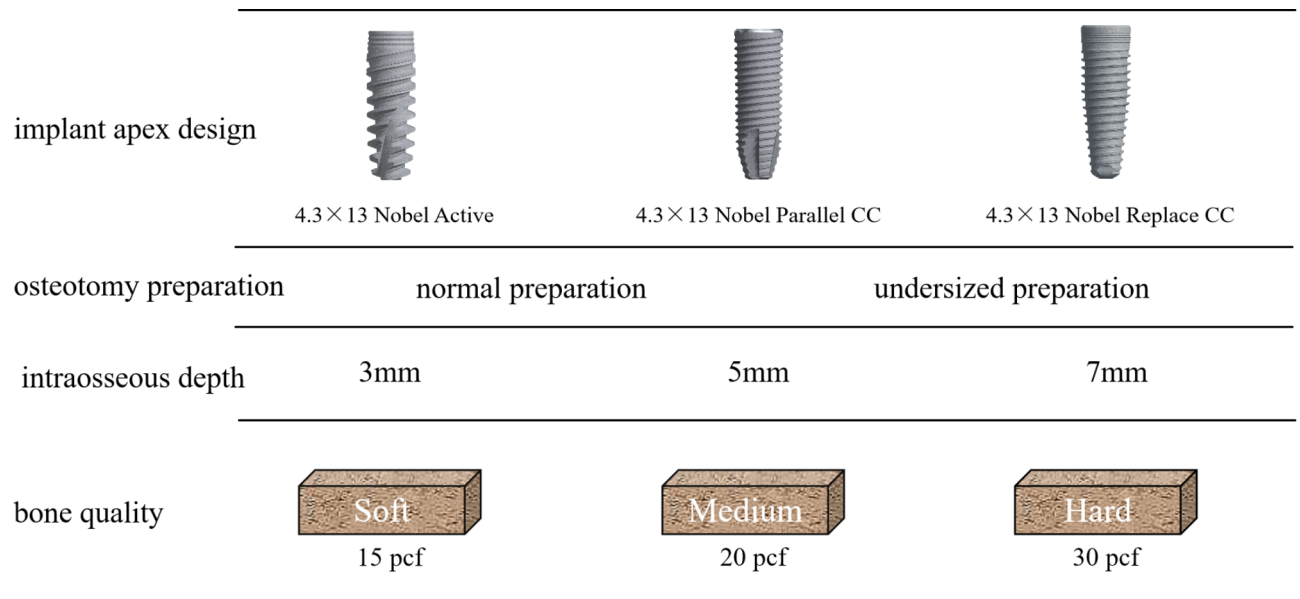 implant apex design
4.3×13 Nobel Active
4.3×13 Nobel Parallel CC
4.3×13 Nobel Replace CC
osteotomy preparation
normal preparation
undersized preparation
intraosseous depth
3mm
5mm
7mm
bone quality
Soft
Medium
Hard
15 pcf
20 pcf
30 pcf